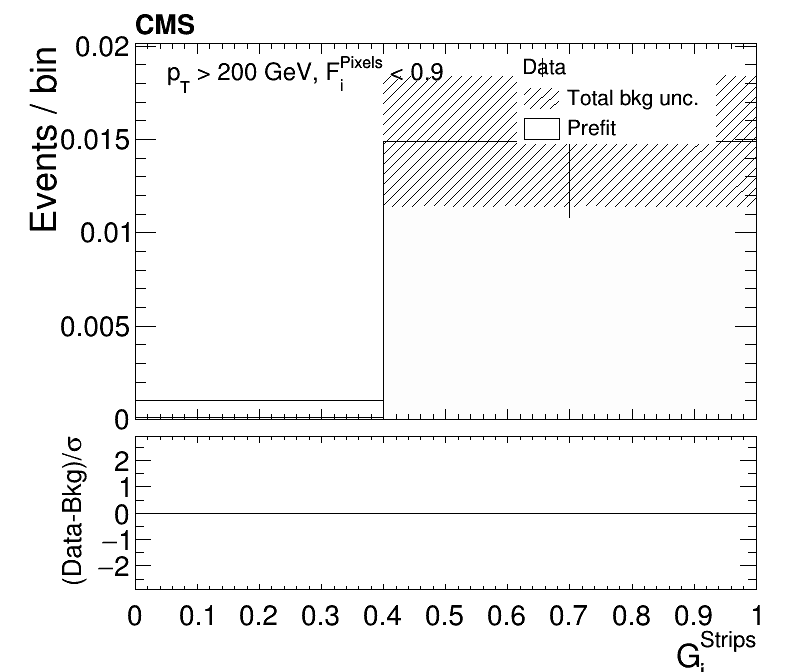 CMS
p_T > 200 GeV, F_i^Pixels < 0.9
Data
Total bkg unc.
Prefit
Events / bin
0.02
0.015
0.01
0.005
0
(Data-Bkg)/σ
2
1
0
−1
−2
0 0.1 0.2 0.3 0.4 0.5 0.6 0.7 0.8 0.9 1
G_i^Strips